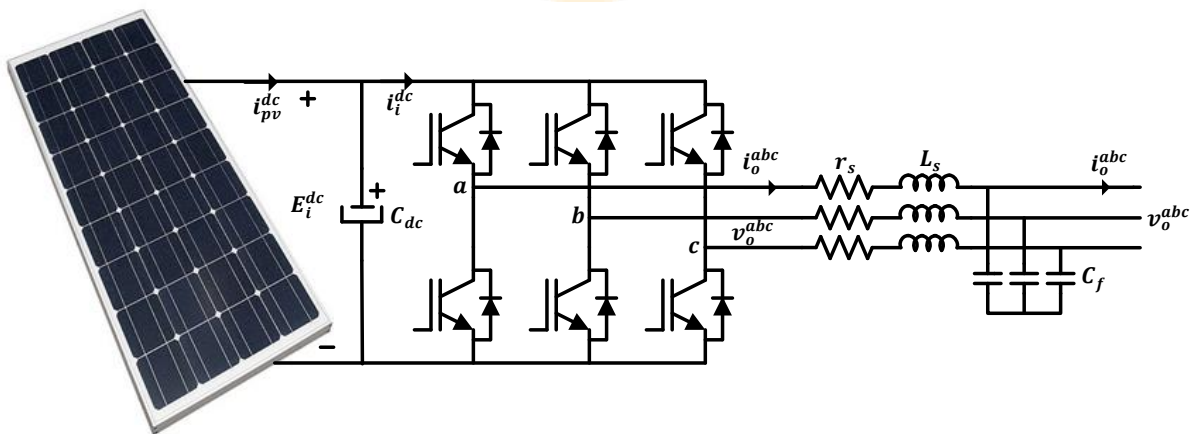 i_{pv}^{dc}
+
i_i^{dc}
E_i^{dc}
+
C_{dc}
−
a
b
c
i_o^{abc}
v_o^{abc}
r_s
L_s
i_o^{abc}
v_o^{abc}
C_f